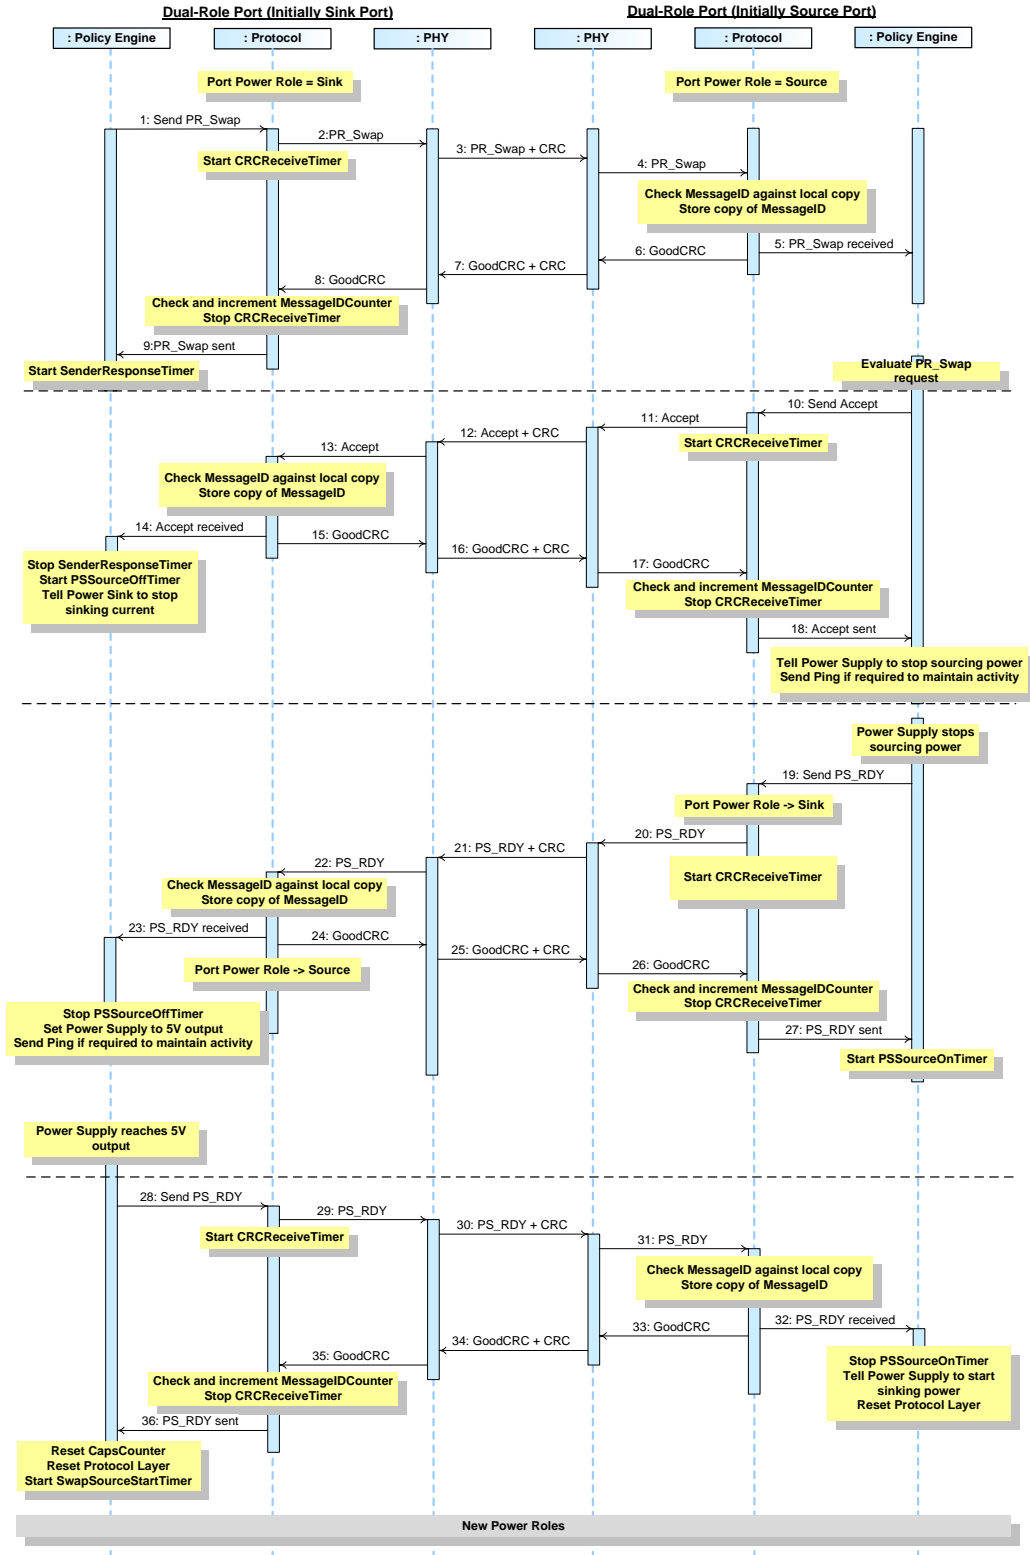 Dual-Role Port (Initially Sink Port)
Dual-Role Port (Initially Source Port)
: Policy Engine
: Protocol
: PHY
: PHY
: Protocol
: Policy Engine
Port Power Role = Sink
Port Power Role = Source
1: Send PR_Swap
2:PR_Swap
Start CRCReceiveTimer
3: PR_Swap + CRC
4: PR_Swap
Check MessageID against local copy
Store copy of MessageID
5: PR_Swap received
6: GoodCRC
7: GoodCRC + CRC
8: GoodCRC
Check and increment MessageIDCounter
Stop CRCReceiveTimer
9:PR_Swap sent
Start SenderResponseTimer
Evaluate PR_Swap
request
10: Send Accept
11: Accept
Start CRCReceiveTimer
12: Accept + CRC
13: Accept
Check MessageID against local copy
Store copy of MessageID
14: Accept received
15: GoodCRC
16: GoodCRC + CRC
17: GoodCRC
Stop SenderResponseTimer
Start PSSourceOffTimer
Tell Power Sink to stop
sinking current
Check and increment MessageIDCounter
Stop CRCReceiveTimer
18: Accept sent
Tell Power Supply to stop sourcing power
Send Ping if required to maintain activity
Power Supply stops
sourcing power
19: Send PS_RDY
Port Power Role -> Sink
20: PS_RDY
21: PS_RDY + CRC
22: PS_RDY
Start CRCReceiveTimer
Check MessageID against local copy
Store copy of MessageID
23: PS_RDY received
24: GoodCRC
25: GoodCRC + CRC
26: GoodCRC
Port Power Role -> Source
Check and increment MessageIDCounter
Stop CRCReceiveTimer
Stop PSSourceOffTimer
Set Power Supply to 5V output
Send Ping if required to maintain activity
27: PS_RDY sent
Start PSSourceOnTimer
Power Supply reaches 5V
output
28: Send PS_RDY
29: PS_RDY
Start CRCReceiveTimer
30: PS_RDY + CRC
31: PS_RDY
Check MessageID against local copy
Store copy of MessageID
32: PS_RDY received
33: GoodCRC
34: GoodCRC + CRC
35: GoodCRC
Stop PSSourceOnTimer
Tell Power Supply to start
sinking power
Reset Protocol Layer
Check and increment MessageIDCounter
Stop CRCReceiveTimer
36: PS_RDY sent
Reset CapsCounter
Reset Protocol Layer
Start SwapSourceStartTimer
New Power Roles